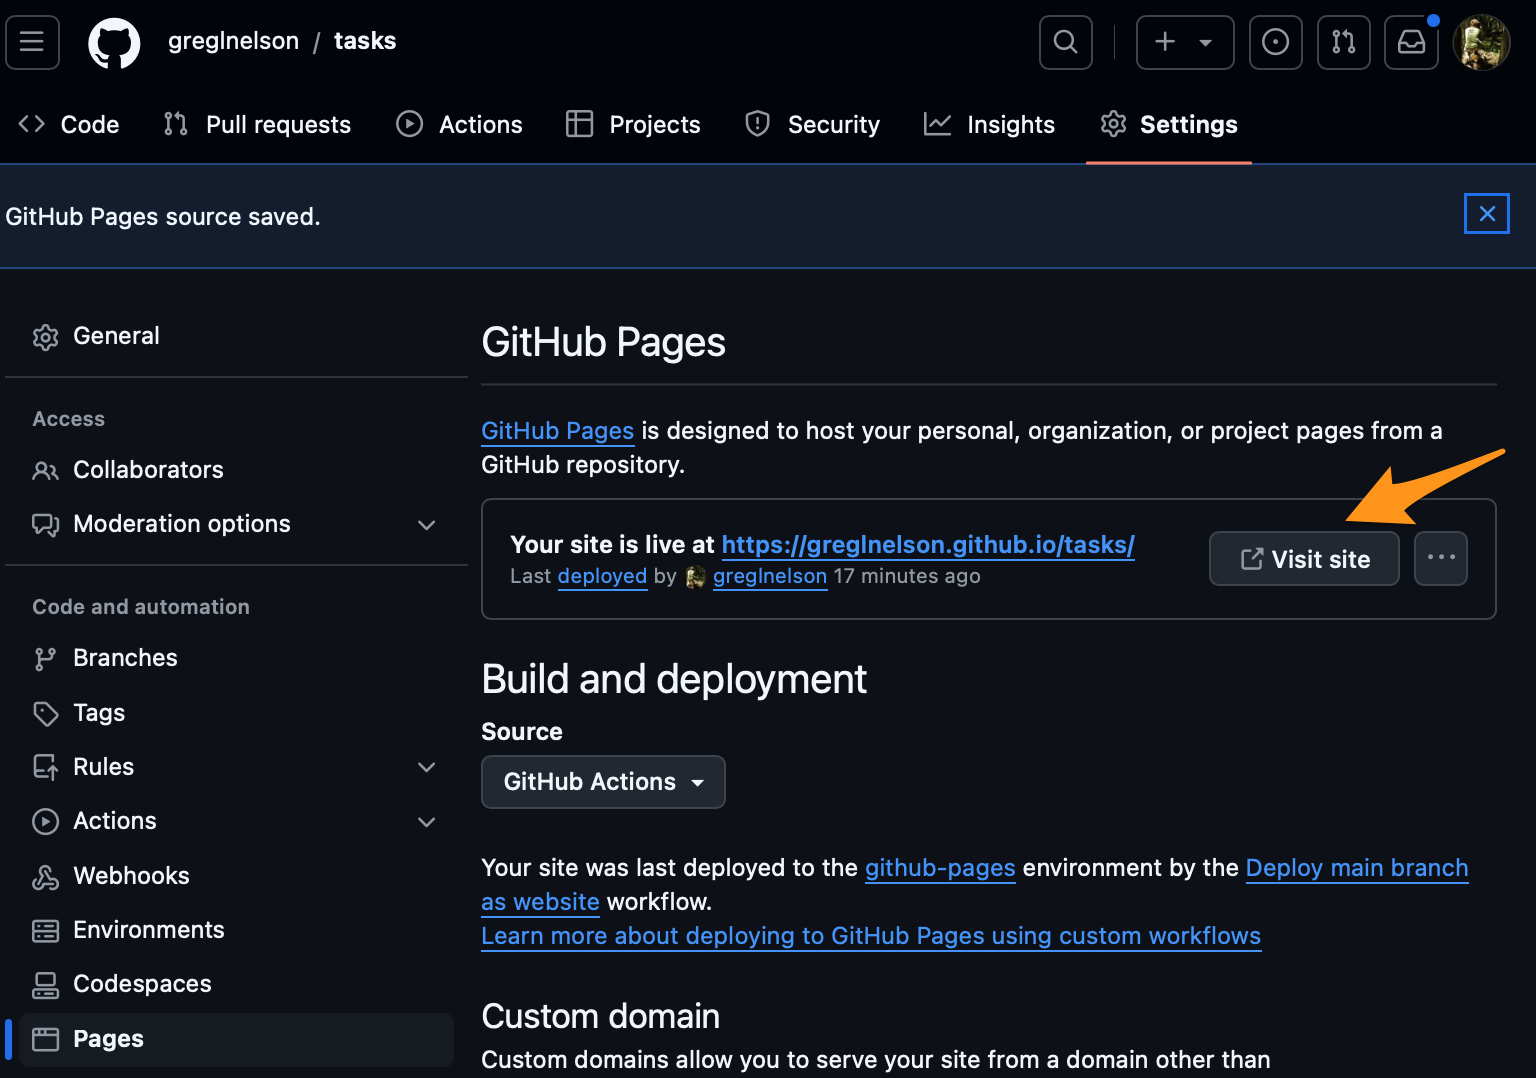 greglnelson / tasks
Code Pull requests Actions Projects Security Insights Settings
GitHub Pages source saved.
General
Access
Collaborators
Moderation options
Code and automation
Branches
Tags
Rules
Actions
Webhooks
Environments
Codespaces
Pages
GitHub Pages
GitHub Pages is designed to host your personal, organization, or project pages from a
GitHub repository.
Your site is live at https://greglnelson.github.io/tasks/
Last deployed by greglnelson 17 minutes ago
Visit site
Build and deployment
Source
GitHub Actions
Your site was last deployed to the github-pages environment by the Deploy main branch
as website workflow.
Learn more about deploying to GitHub Pages using custom workflows
Custom domain
Custom domains allow you to serve your site from a domain other than